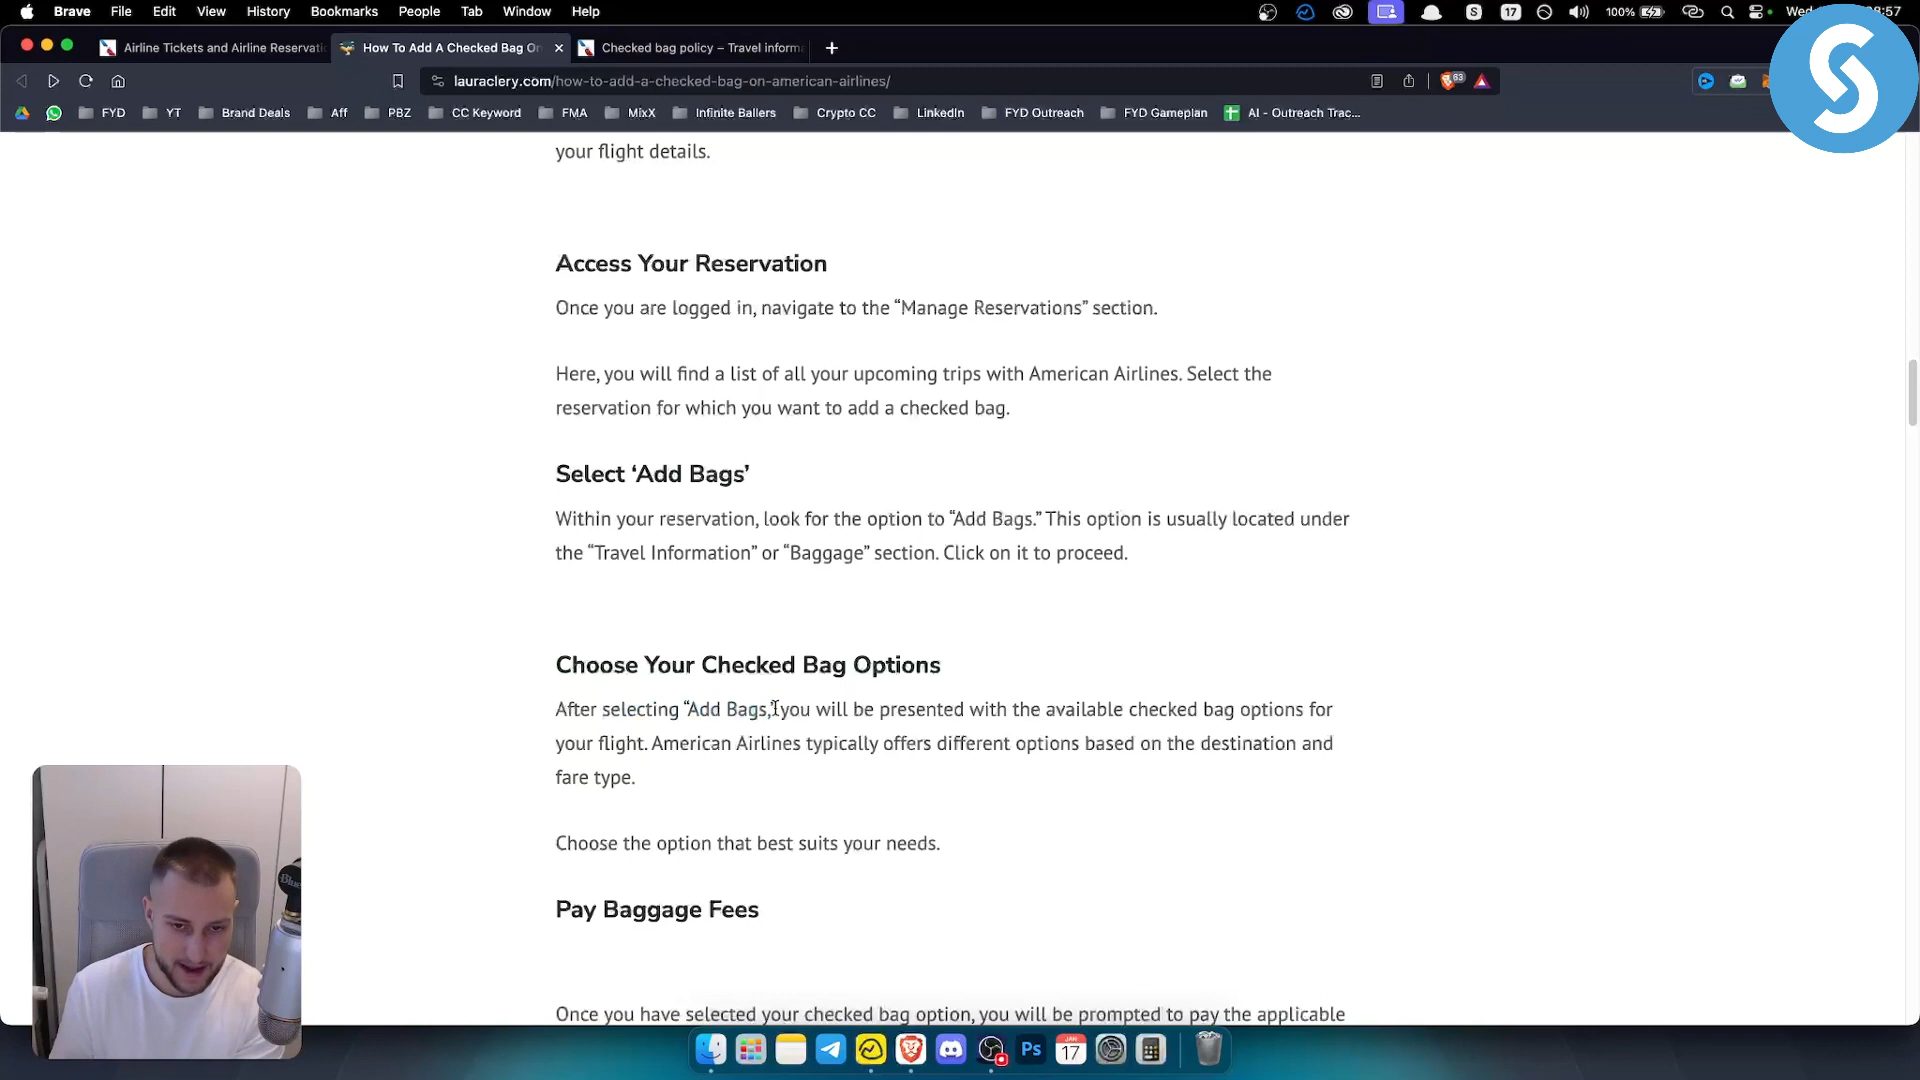 Brave File Edit View History Bookmarks People Tab Window Help 17 100%
Airline Tickets and Airline Reservati How To Add A Checked Bag On Checked bag policy – Travel inform
lauraclery.com/how-to-add-a-checked-bag-on-american-airlines/ 63
FYD YT Brand Deals Aff PBZ CC Keyword FMA MixX Infinite Ballers Crypto CC LinkedIn FYD Outreach FYD Gameplan AI - Outreach Trac...
your flight details.
Access Your Reservation
Once you are logged in, navigate to the “Manage Reservations” section.
Here, you will find a list of all your upcoming trips with American Airlines. Select the
reservation for which you want to add a checked bag.
Select ‘Add Bags’
Within your reservation, look for the option to “Add Bags.” This option is usually located under
the “Travel Information” or “Baggage” section. Click on it to proceed.
Choose Your Checked Bag Options
After selecting “Add Bags,” you will be presented with the available checked bag options for
your flight. American Airlines typically offers different options based on the destination and
fare type.
Choose the option that best suits your needs.
Pay Baggage Fees
Once you have selected your checked bag option, you will be prompted to pay the applicable
Blue
Ps JAN 17